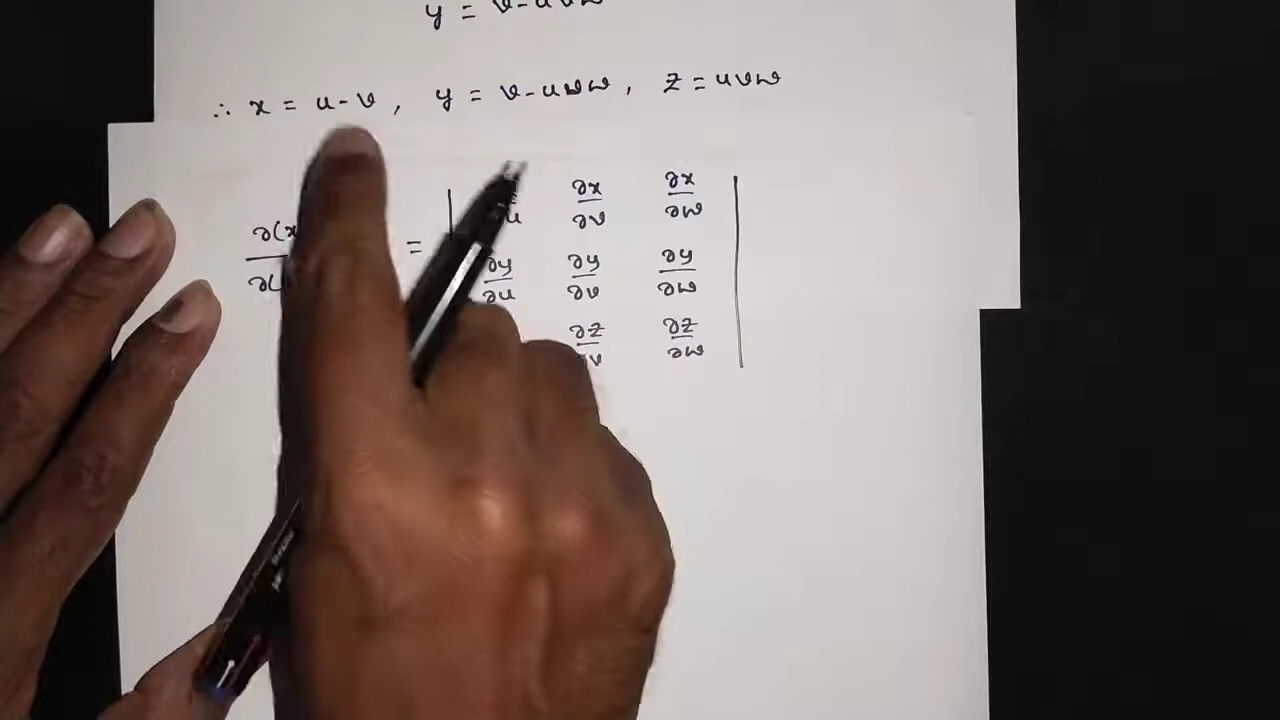 y = v - uvw
∴ x = u - v, y = v - uvw, z = uvw
∂x/∂v ∂x/∂w
= ∂y/∂u ∂y/∂v ∂y/∂w
∂z/∂v ∂z/∂w